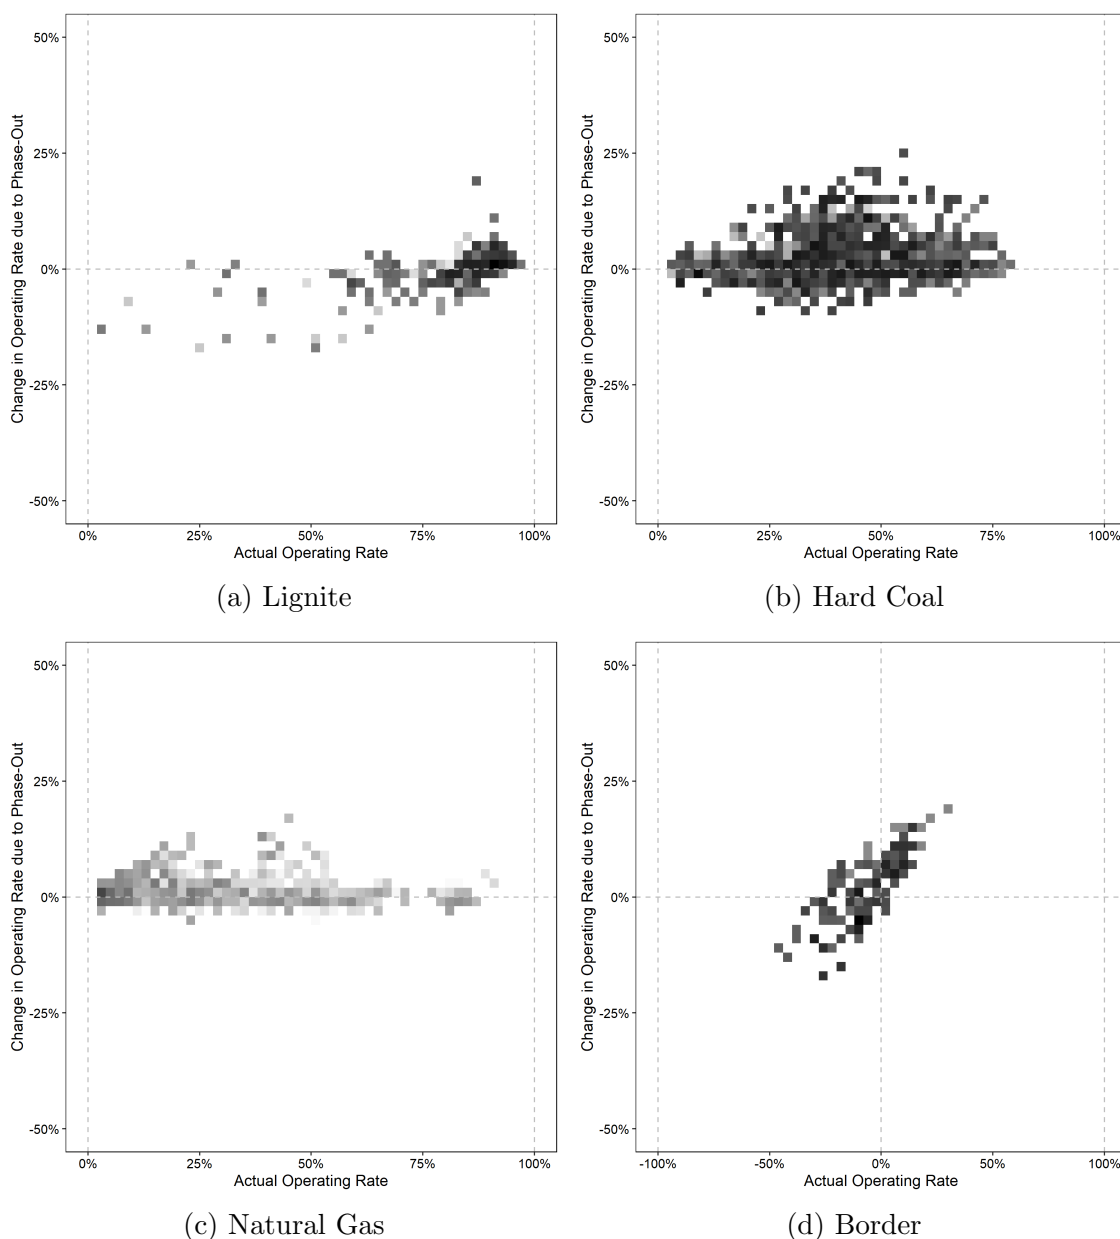 Change in Operating Rate due to Phase-Out
50%
25%
0%
-25%
-50%
0% 25% 50% 75% 100%
Actual Operating Rate
(a) Lignite
Change in Operating Rate due to Phase-Out
50%
25%
0%
-25%
-50%
0% 25% 50% 75% 100%
Actual Operating Rate
(b) Hard Coal
Change in Operating Rate due to Phase-Out
50%
25%
0%
-25%
-50%
0% 25% 50% 75% 100%
Actual Operating Rate
(c) Natural Gas
Change in Operating Rate due to Phase-Out
50%
25%
0%
-25%
-50%
-100% -50% 0% 50% 100%
Actual Operating Rate
(d) Border